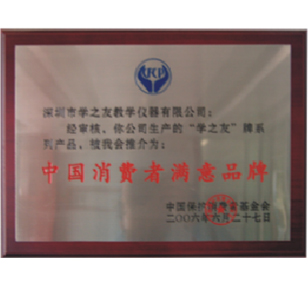 深圳市学之友教学仪器有限公司：
经审核、你公司生产的“学之友”牌系
列产品，被我会推介为：
中国消费者满意品牌
中国保护消费者基金会
二〇〇六年六月二十七日